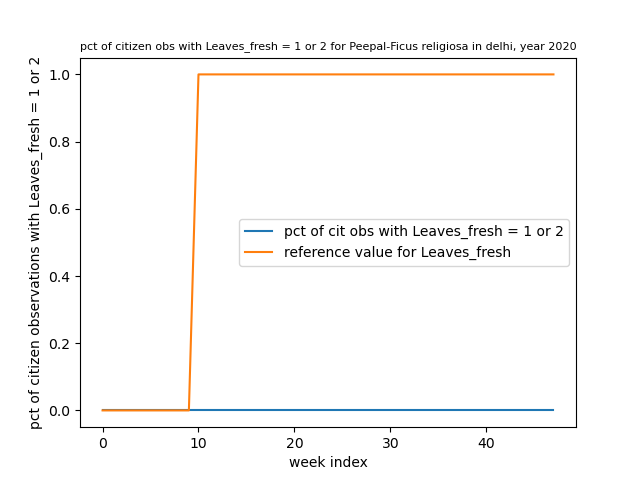 pct of citizen obs with Leaves_fresh = 1 or 2 for Peepal-Ficus religiosa in delhi, year 2020
pct of citizen observations with Leaves_fresh = 1 or 2
1.0
0.8
0.6
0.4
0.2
0.0
pct of cit obs with Leaves_fresh = 1 or 2
reference value for Leaves_fresh
0 10 20 30 40
week index